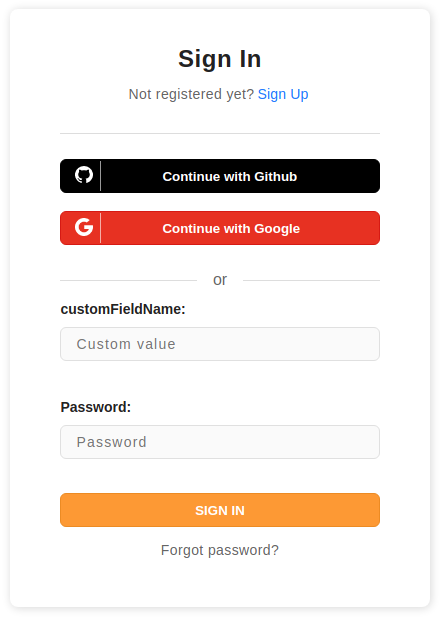 Sign In
Not registered yet? Sign Up
Continue with Github
Continue with Google
or
customFieldName:
Custom value
Password:
Password
SIGN IN
Forgot password?